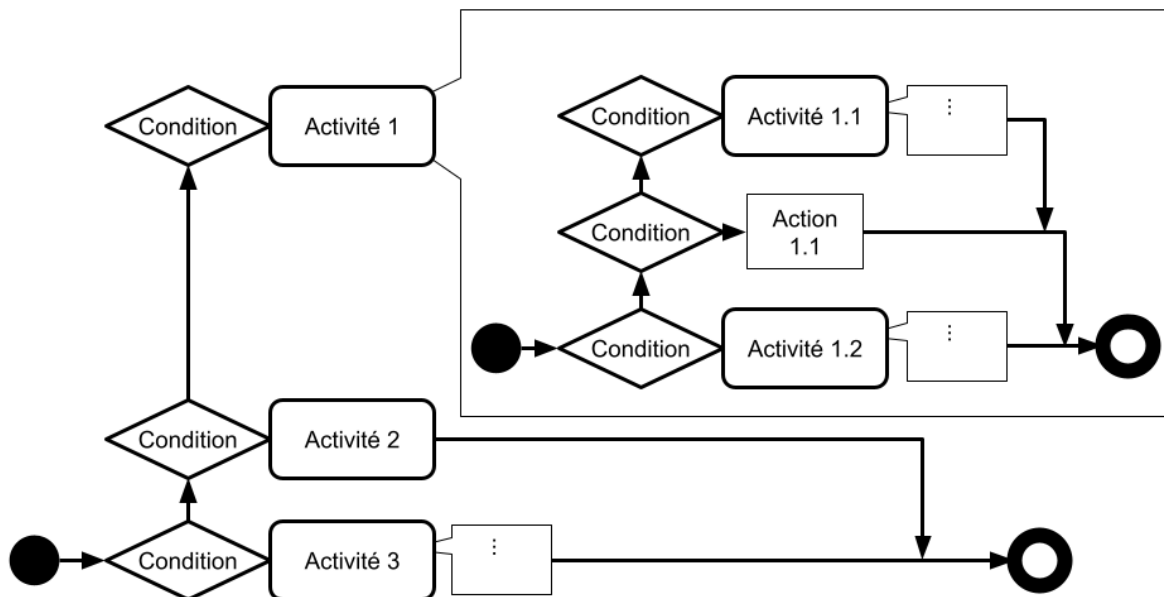 Condition
Activité 1
Condition
Activité 1.1
⋮
Condition
Action
1.1
Condition
Activité 1.2
⋮
Condition
Activité 2
Condition
Activité 3
⋮